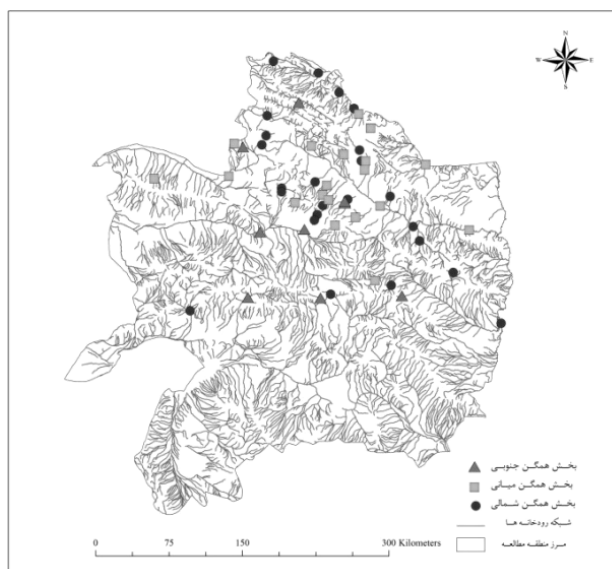 N
W E
S
بخش همگن جنوبی
بخش همگن میانی
بخش همگن شمالی
شبکه رودخانه ها
مرز منطقه مطالعه
0 75 150 300 Kilometers